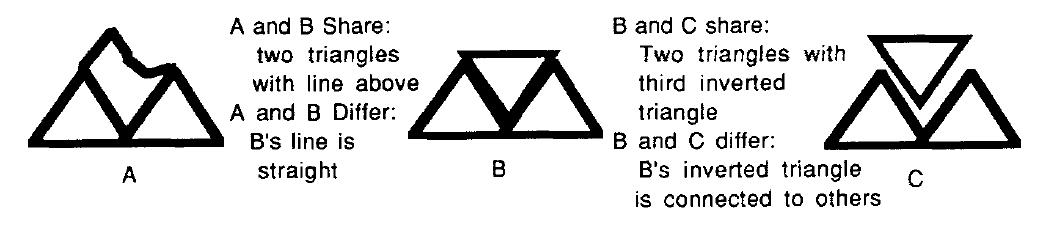 A and B Share:
two triangles
with line above
A and B Differ:
B's line is
straight
B and C share:
Two triangles with
third inverted
triangle
B and C differ:
B's inverted triangle
is connected to others
A
B
C